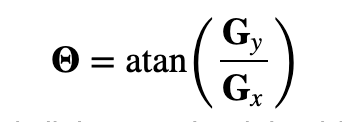 Θ = atan(G_y / G_x)